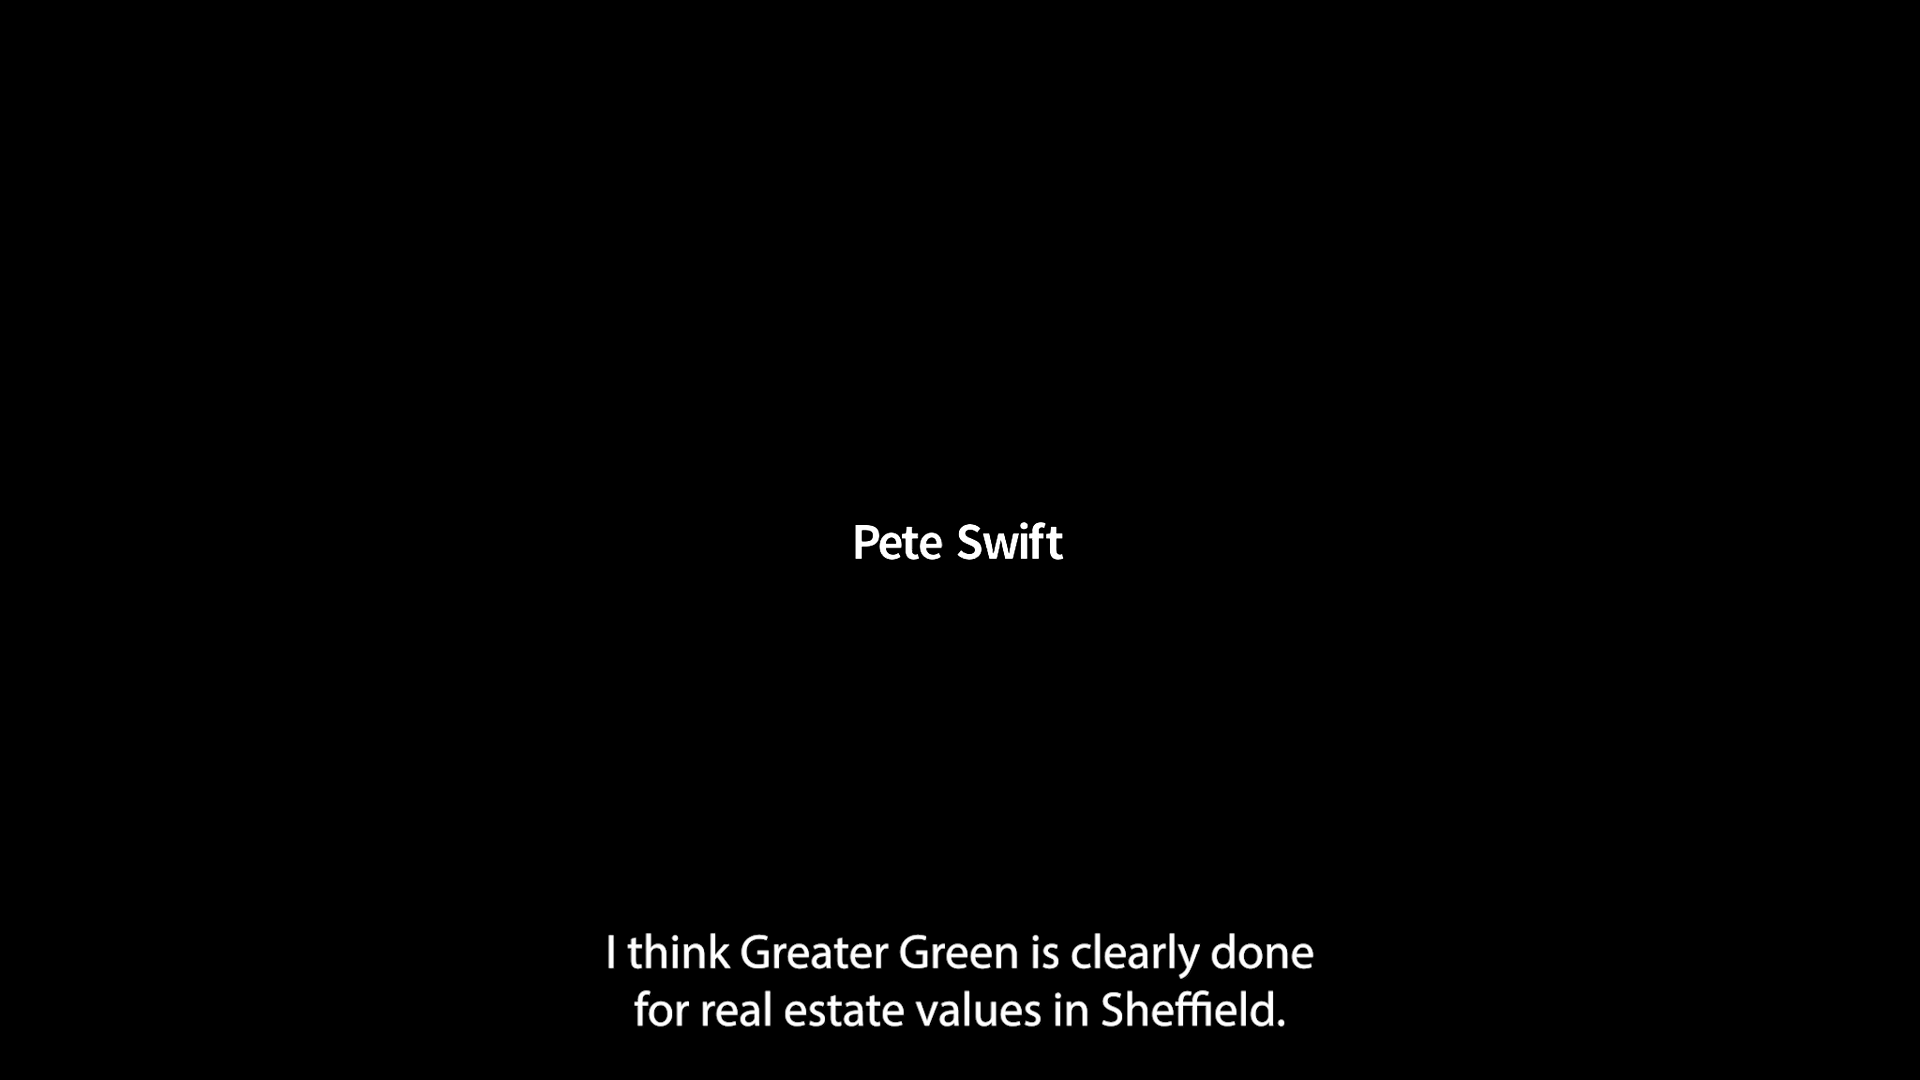 Pete Swift
I think Greater Green is clearly done
for real estate values in Sheffield.